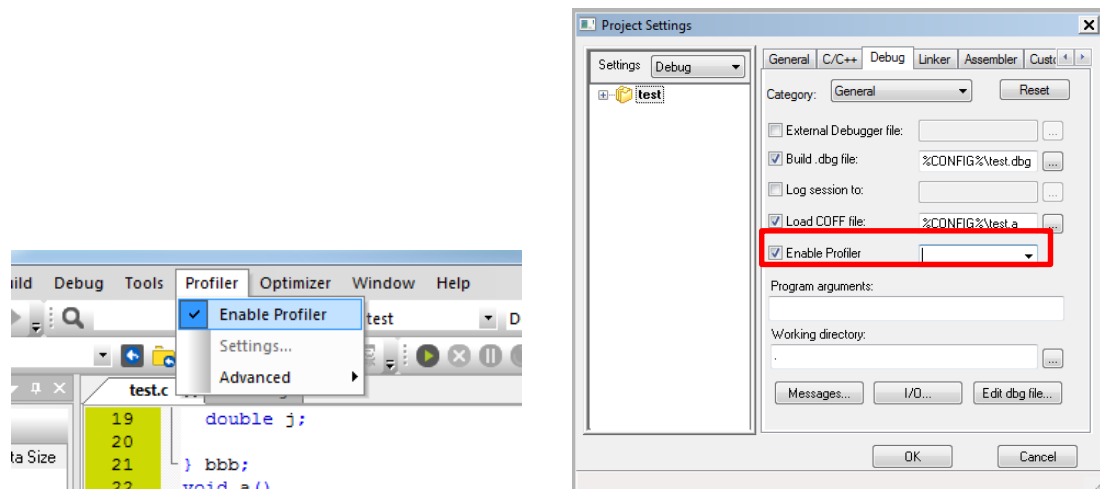 Build Debug Tools Profiler Optimizer Window Help
Enable Profiler
test
D
Settings...
Advanced
test.c
19 double j;
20
ta Size
21 } bbb;
22 void a()
Project Settings
Settings Debug
test
General C/C++ Debug Linker Assembler Custo
Category: General Reset
External Debugger file: ...
Build .dbg file: %CONFIG%\test.dbg ...
Log session to: ...
Load COFF file: %CONFIG%\test.a ...
Enable Profiler
Program arguments:
Working directory:
. ...
Messages... I/O... Edit dbg file...
OK Cancel